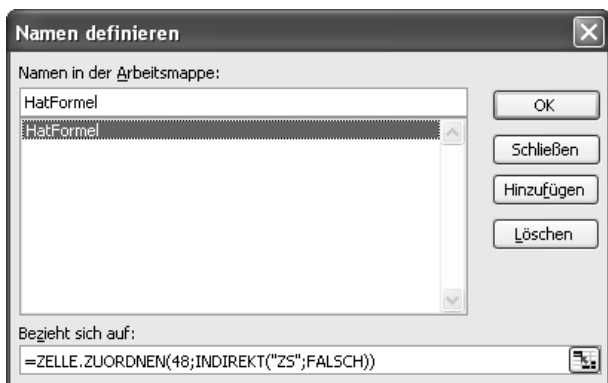 Namen definieren
Namen in der Arbeitsmappe:
HatFormel
OK
HatFormel
Schließen
Hinzufügen
Löschen
Bezieht sich auf:
=ZELLE.ZUORDNEN(48;INDIREKT("ZS";FALSCH))